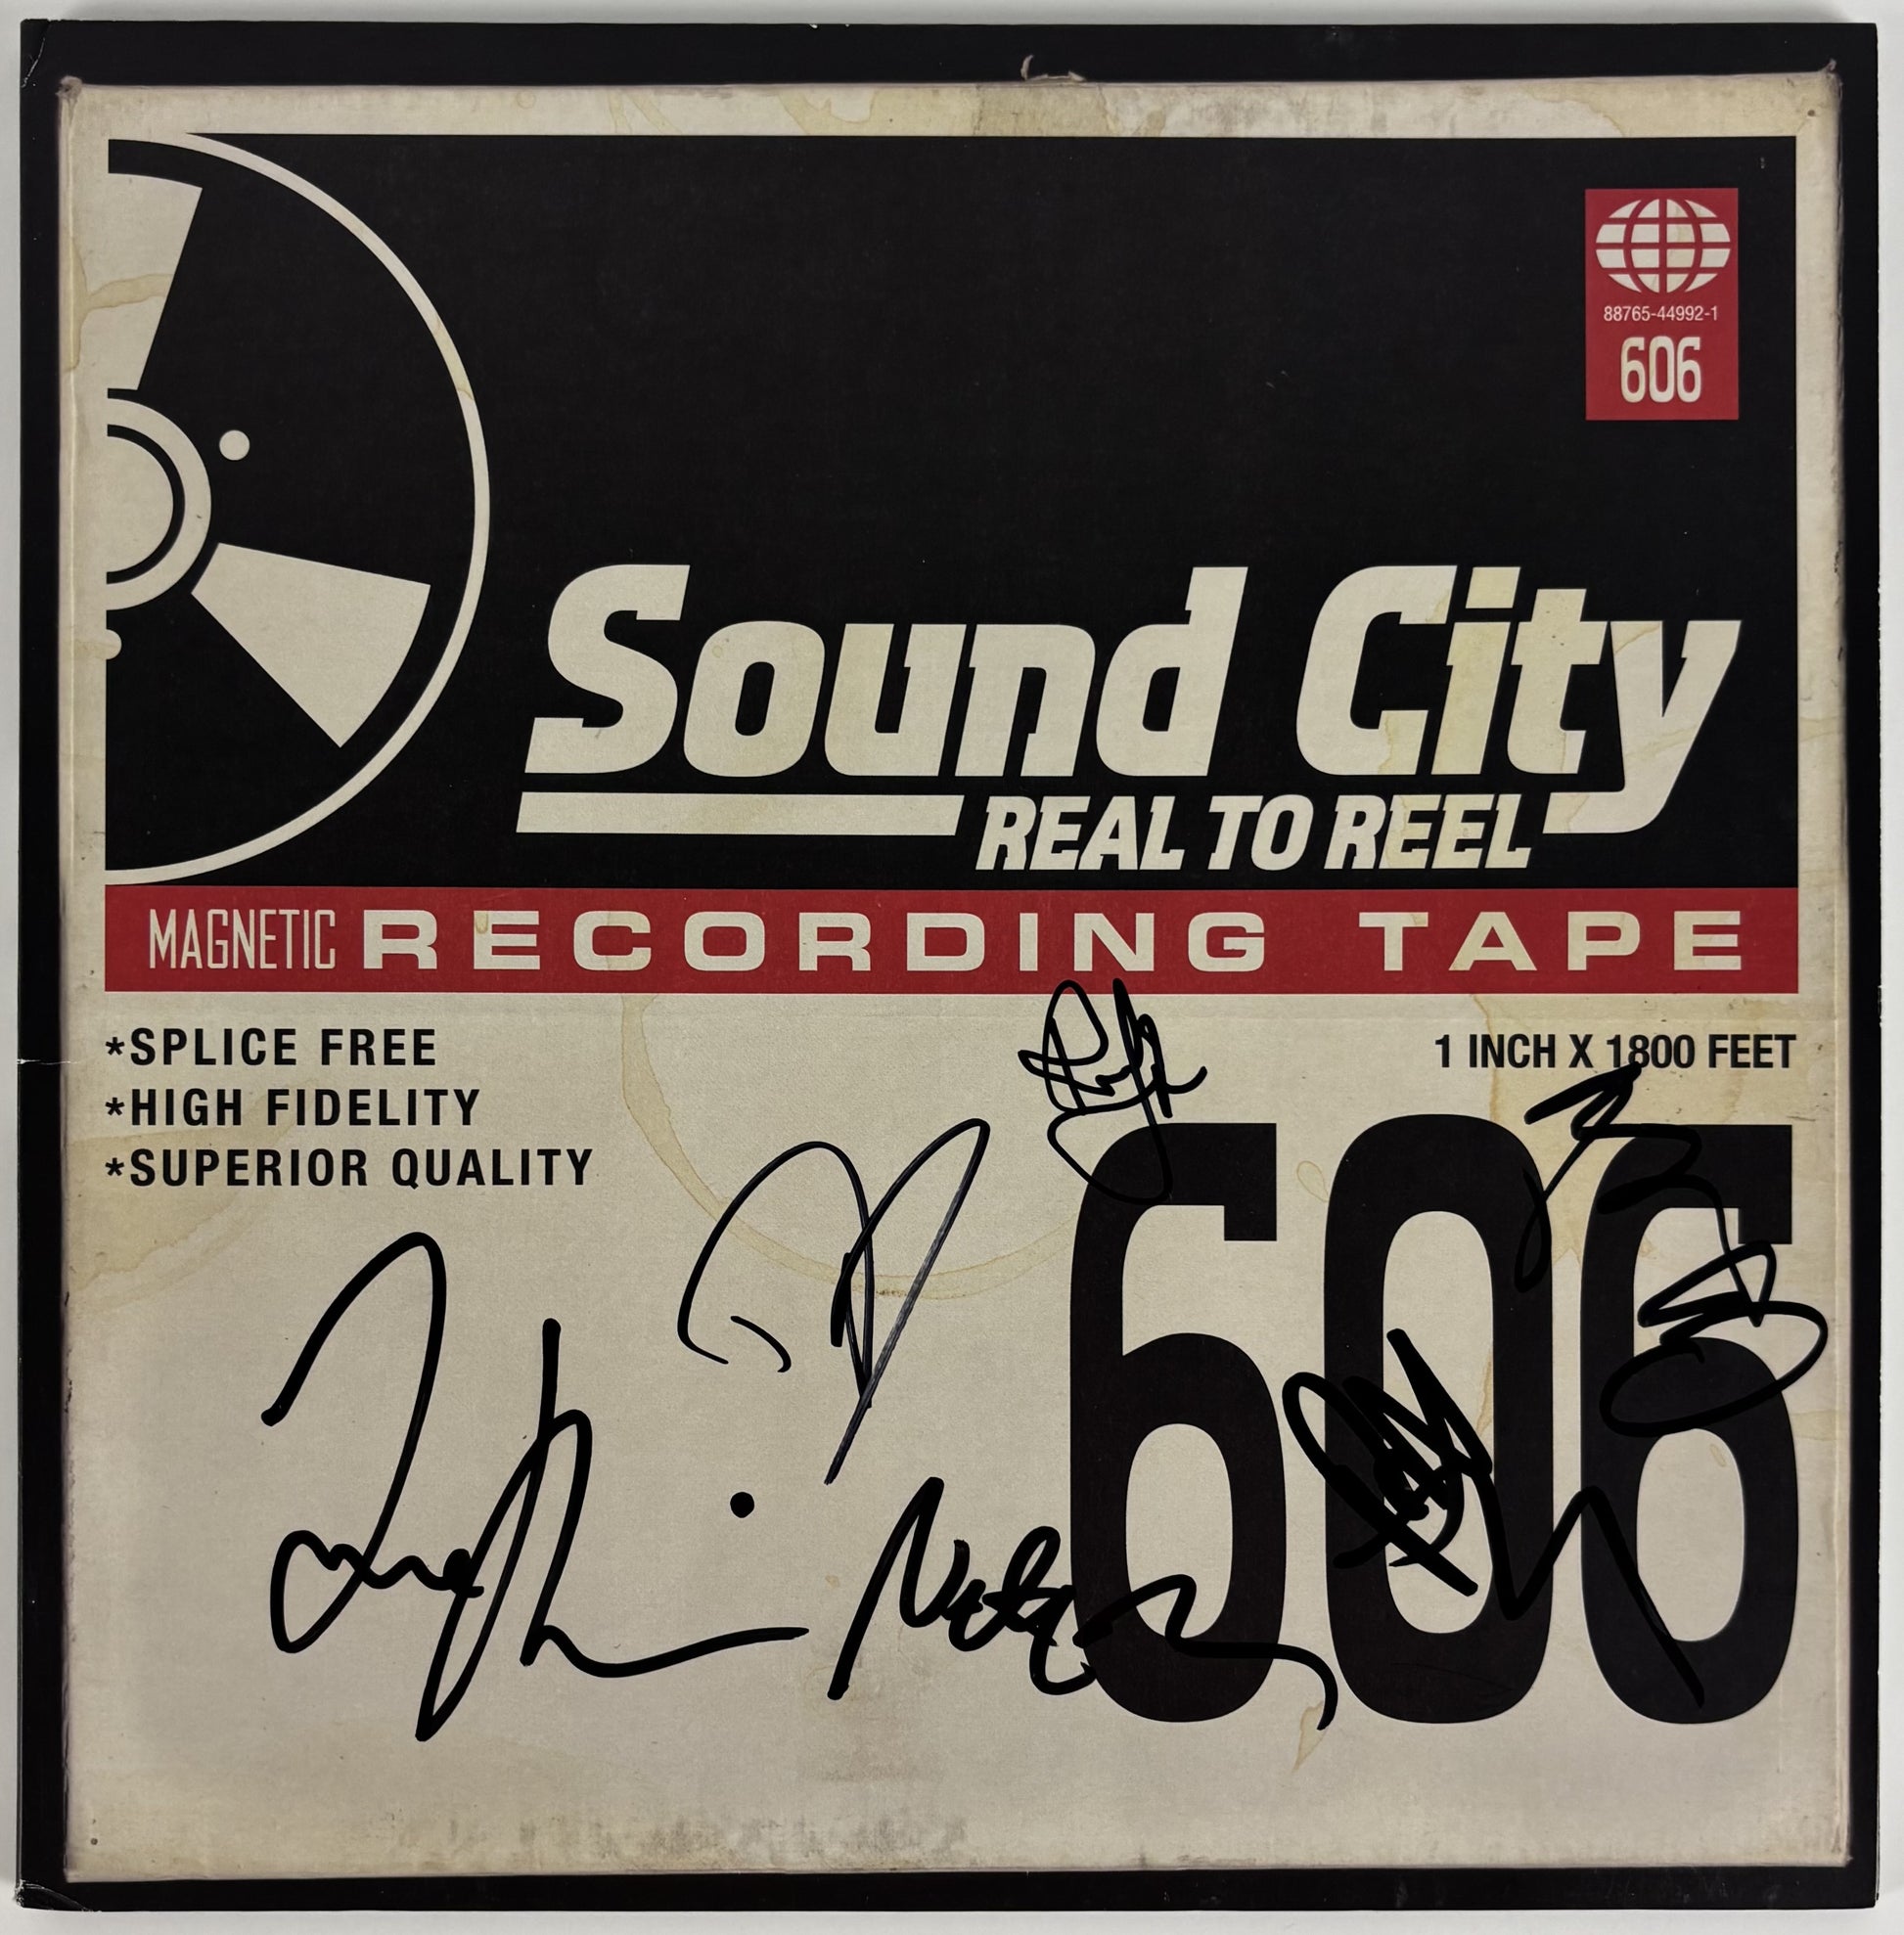 88765-44992-1
606
Sound City
REAL TO REEL
MAGNETIC RECORDING TAPE
*SPLICE FREE
*HIGH FIDELITY
*SUPERIOR QUALITY
1 INCH X 1800 FEET
606